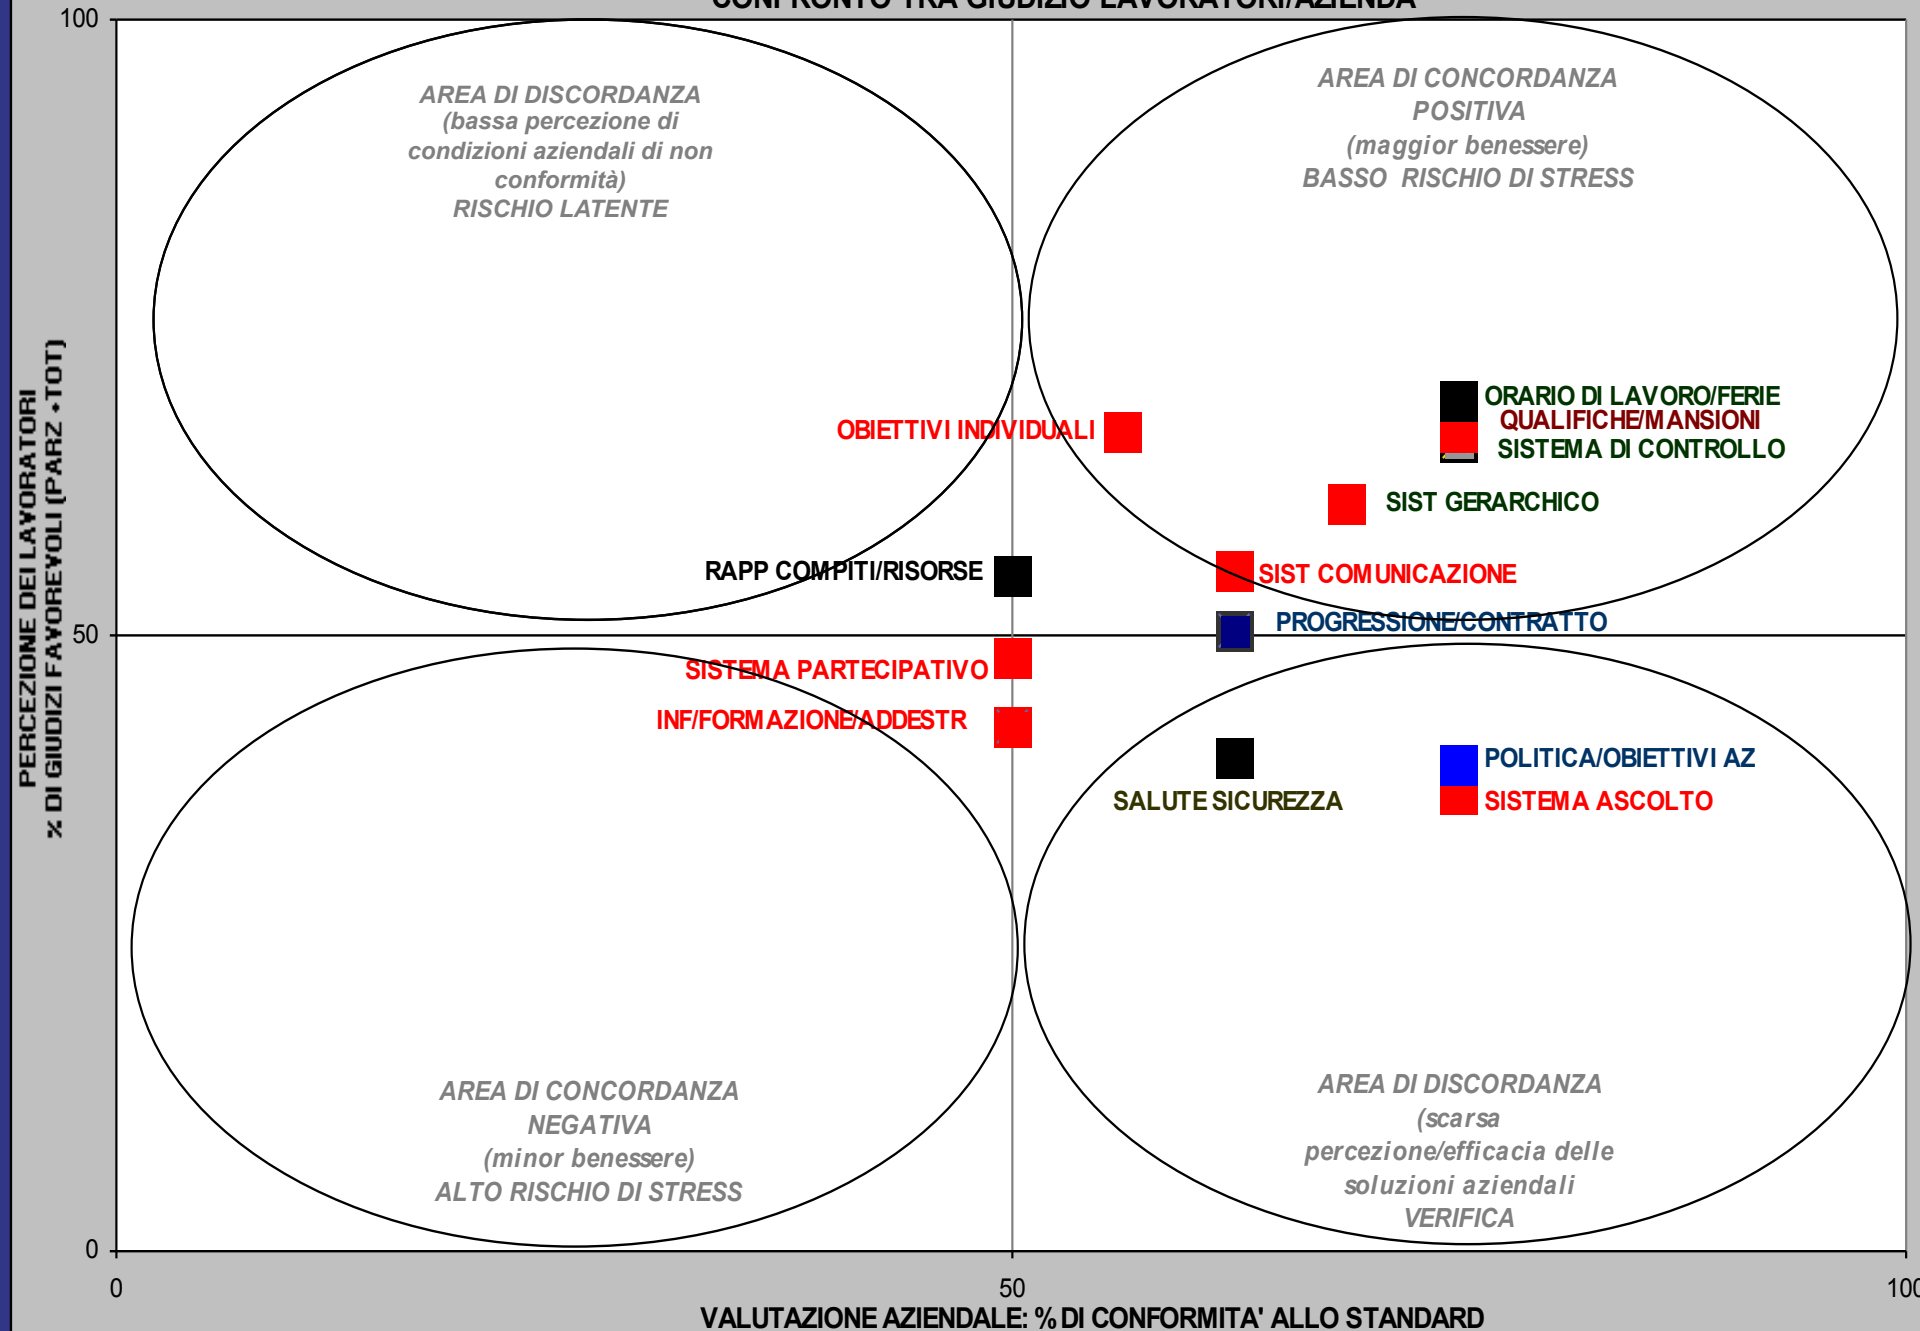 CONFRONTO TRA GIUDIZIO LAVORATORI/AZIENDA
100
AREA DI DISCORDANZA
(bassa percezione di
condizioni aziendali di non
conformità)
RISCHIO LATENTE
AREA DI CONCORDANZA
POSITIVA
(maggior benessere)
BASSO RISCHIO DI STRESS
PERCEZIONE DEI LAVORATORI
% DI GIUDIZI FAVOREVOLI (PARZ +TOT)
ORARIO DI LAVORO/FERIE
QUALIFICHE/MANSIONI
OBIETTIVI INDIVIDUALI
SISTEMA DI CONTROLLO
SIST GERARCHICO
RAPP COMPITI/RISORSE
SIST COMUNICAZIONE
PROGRESSIONE/CONTRATTO
50
SISTEMA PARTECIPATIVO
INF/FORMAZIONE/ADDESTR
POLITICA/OBIETTIVI AZ
SALUTE SICUREZZA
SISTEMA ASCOLTO
AREA DI CONCORDANZA
NEGATIVA
(minor benessere)
ALTO RISCHIO DI STRESS
AREA DI DISCORDANZA
(scarsa
percezione/efficacia delle
soluzioni aziendali
VERIFICA
0
0
50
100
VALUTAZIONE AZIENDALE: % DI CONFORMITA' ALLO STANDARD